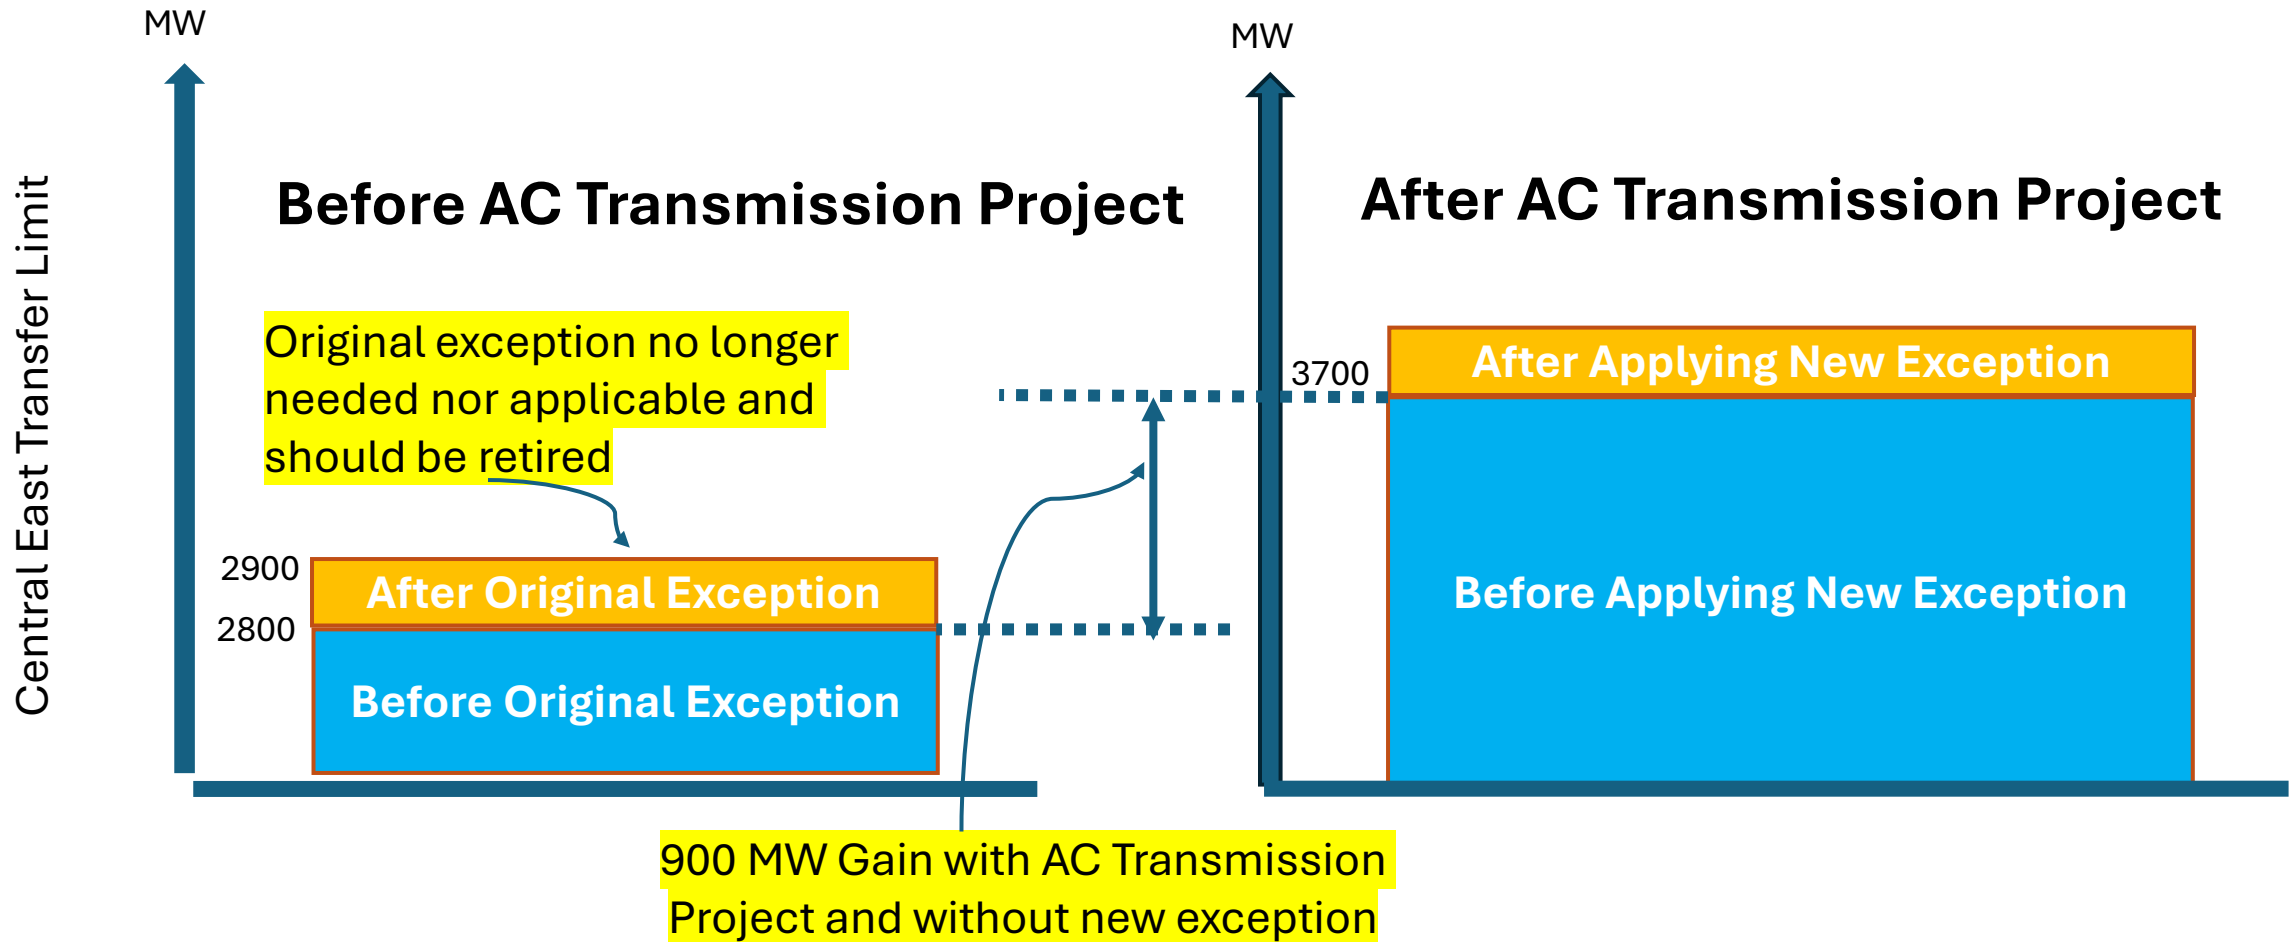 MW
MW
Central East Transfer Limit
Before AC Transmission Project
After AC Transmission Project
Original exception no longer
needed nor applicable and
should be retired
2900
After Original Exception
2800
Before Original Exception
3700
After Applying New Exception
Before Applying New Exception
900 MW Gain with AC Transmission
Project and without new exception